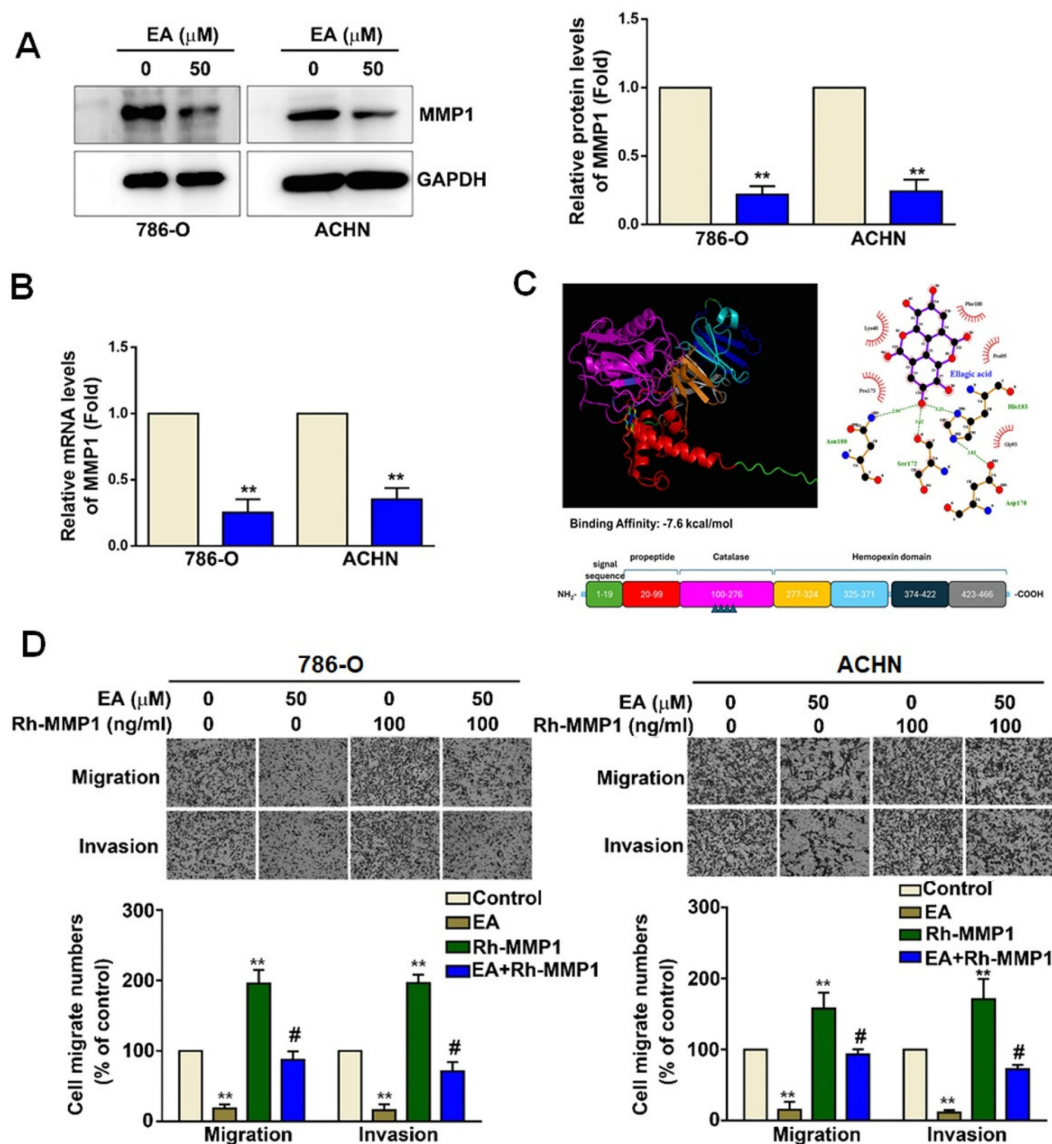 A
EA (μM)
EA (μM)
0
50
0
50
MMP1
GAPDH
786-O
ACHN
Relative protein levels
of MMP1 (Fold)
1.5
1.0
0.5
0.0
**
**
786-O
ACHN
B
Relative mRNA levels
of MMP1 (Fold)
1.5
1.0
0.5
0.0
**
**
786-O
ACHN
C
Binding Affinity: -7.6 kcal/mol
Phe100
Lys40
Pro95
Ellagic acid
Pro173
His183
Asn180
Ser172
Gly93
Asp170
signal
sequence
propeptide
Catalase
Hemopexin domain
NH2-
1-19
20-99
100-276
277-324
325-371
374-422
423-466
-COOH
D
786-O
EA (μM) 0 50 0 50
Rh-MMP1 (ng/ml) 0 0 100 100
Migration
Invasion
Cell migrate numbers
(% of control)
300
200
100
0
Control
EA
Rh-MMP1
EA+Rh-MMP1
**
**
#
**
**
#
Migration
Invasion
ACHN
EA (μM) 0 50 0 50
Rh-MMP1 (ng/ml) 0 0 100 100
Migration
Invasion
Cell migrate numbers
(% of control)
300
200
100
0
Control
EA
Rh-MMP1
EA+Rh-MMP1
**
**
#
**
**
#
Migration
Invasion